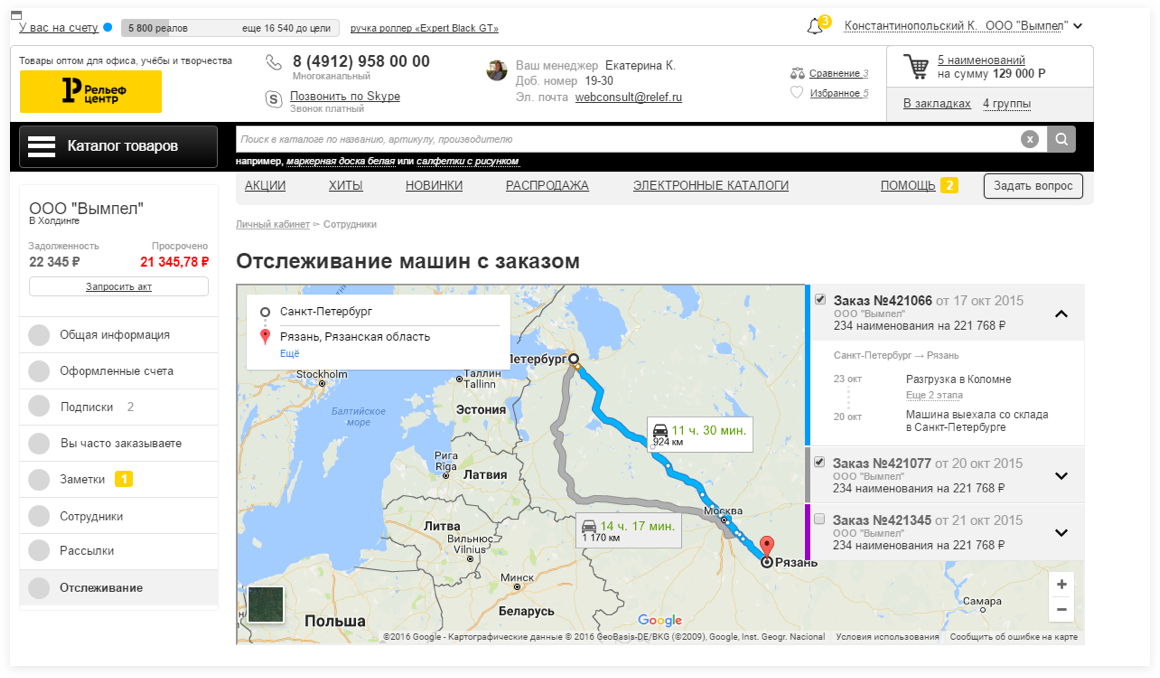 У вас на счету
5 800 реалов
еще 16 540 до цели
ручка роллер «Expert Black GT»
3
Константинопольский К. ООО "Вымпел"
Товары оптом для офиса, учёбы и творчества
Рельеф
центр
8 (4912) 958 00 00
Многоканальный
Позвонить по Skype
Звонок платный
Ваш менеджер Екатерина К.
Доб. номер 19-30
Эл. почта webconsult@relef.ru
Сравнение 3
Избранное 5
5 наименований
на сумму 129 000 Р
В закладках 4 группы
Каталог товаров
Поиск в каталоге по названию, артикулу, производителю
x
например, маркерная доска белая или салфетки с рисунком
АКЦИИ
ХИТЫ
НОВИНКИ
РАСПРОДАЖА
ЭЛЕКТРОННЫЕ КАТАЛОГИ
ПОМОЩЬ 2
Задать вопрос
ООО "Вымпел"
В Холдинге
Задолженность
Просрочено
22 345 ₽
21 345,78 ₽
Запросить акт
Общая информация
Оформленные счета
Подписки 2
Вы часто заказываете
Заметки 1
Сотрудники
Рассылки
Отслеживание
Личный кабинет ➣ Сотрудники
Отслеживание машин с заказом
Санкт-Петербург
Рязань, Рязанская область
Ещё
Петербург
Stockholm
Таллин
Tallinn
Балтийское
море
Эстония
11 ч. 30 мин.
924 км
Рига
Rīga
Латвия
Москва
Литва
14 ч. 17 мин.
1 170 км
Вильнюс
Vilnius
Рязань
Минск
Беларусь
Польша
Самара
Google
+
−
©2016 Google - Картографические данные © 2016 GeoBasis-DE/BKG (©2009), Google, Inst. Geogr. Nacional
Условия использования
Сообщить об ошибке на карте
Заказ №421066 от 17 окт 2015
ООО "Вымпел"
234 наименования на 221 768 ₽
Санкт-Петербург → Рязань
23 окт
Разгрузка в Коломне
Еще 2 этапа
20 окт
Машина выехала со склада
в Санкт-Петербурге
Заказ №421077 от 20 окт 2015
ООО "Вымпел"
234 наименования на 221 768 ₽
Заказ №421345 от 21 окт 2015
ООО "Вымпел"
234 наименования на 221 768 ₽